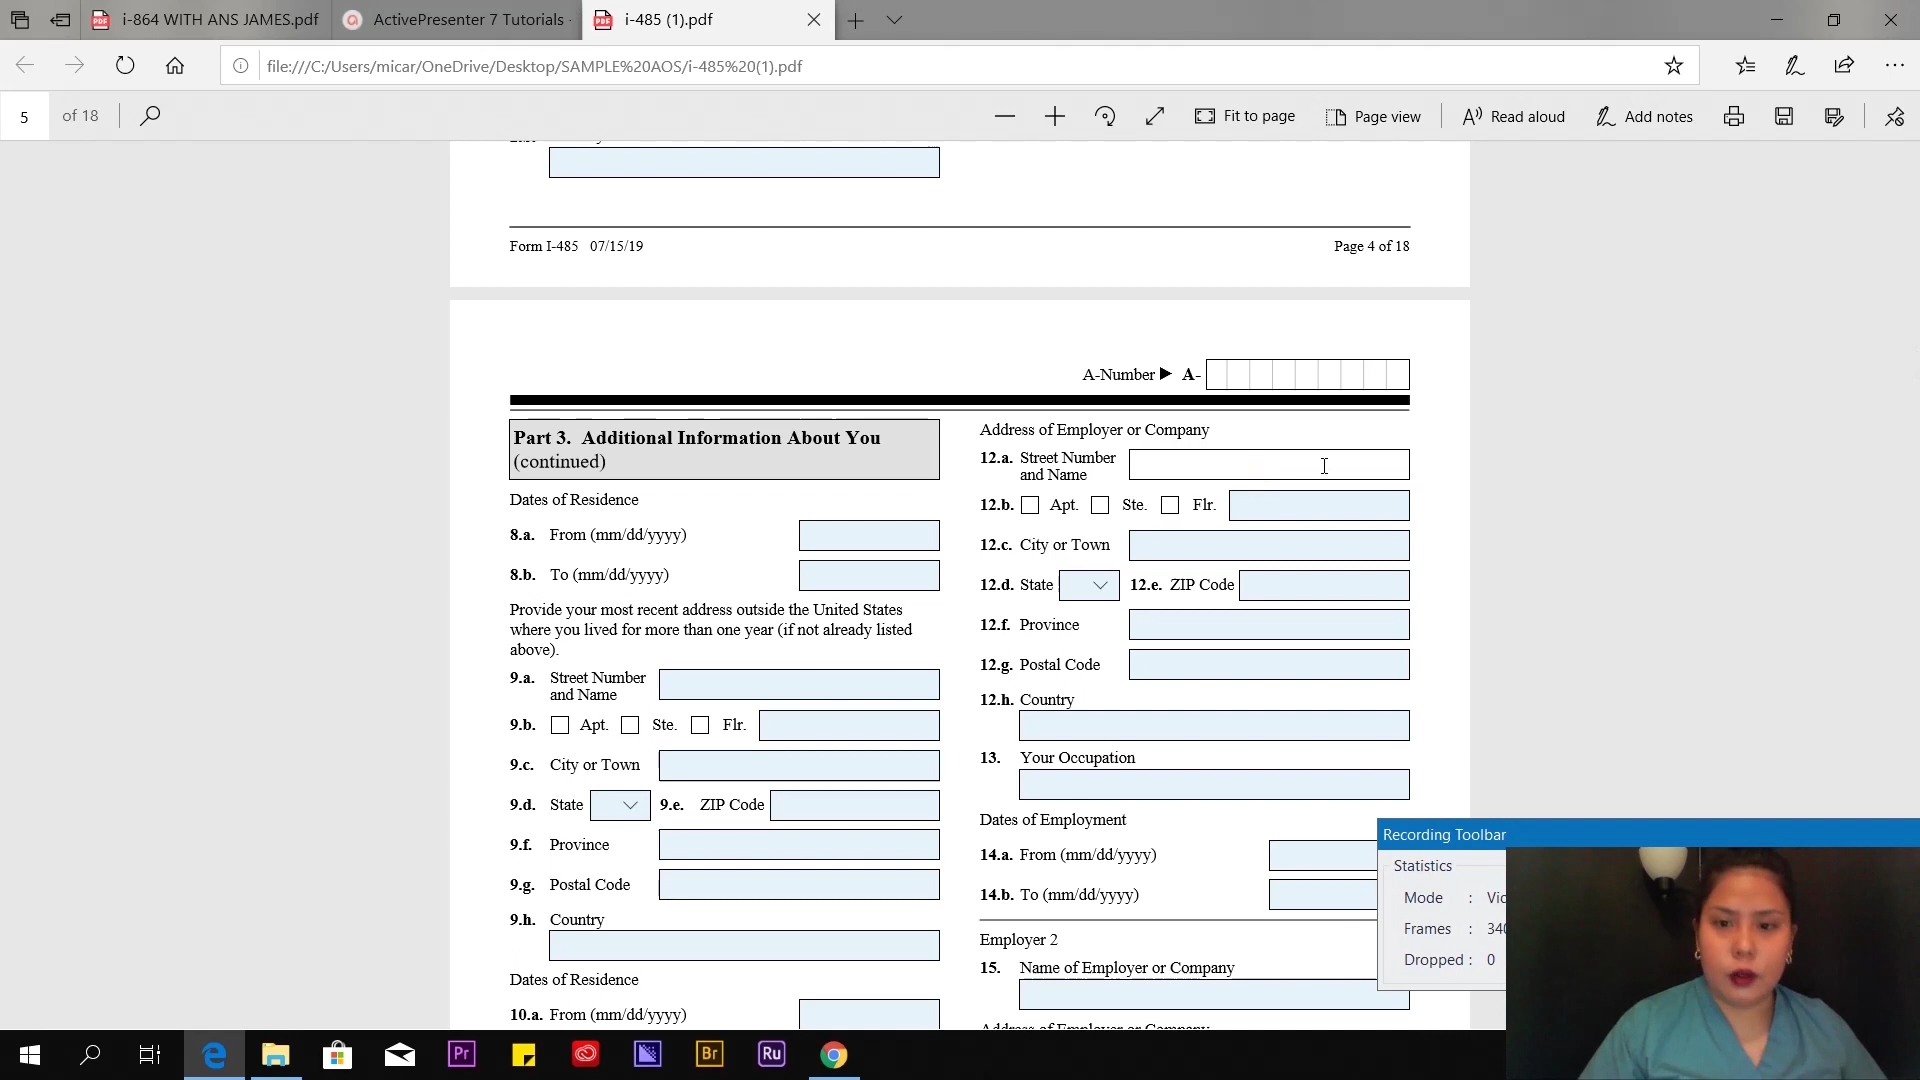 i-864 WITH ANS JAMES.pdf
ActivePresenter 7 Tutorials
i-485 (1).pdf
file:///C:/Users/micar/OneDrive/Desktop/SAMPLE%20AOS/i-485%20(1).pdf
5 of 18
Fit to page
Page view
Read aloud
Add notes
Form I-485 07/15/19
Page 4 of 18
A-Number ▶ A-
Part 3. Additional Information About You
(continued)
Dates of Residence
8.a. From (mm/dd/yyyy)
8.b. To (mm/dd/yyyy)
Provide your most recent address outside the United States
where you lived for more than one year (if not already listed
above).
9.a. Street Number
and Name
9.b. Apt. Ste. Flr.
9.c. City or Town
9.d. State 9.e. ZIP Code
9.f. Province
9.g. Postal Code
9.h. Country
Dates of Residence
10.a. From (mm/dd/yyyy)
Address of Employer or Company
12.a. Street Number
and Name
12.b. Apt. Ste. Flr.
12.c. City or Town
12.d. State 12.e. ZIP Code
12.f. Province
12.g. Postal Code
12.h. Country
13. Your Occupation
Dates of Employment
14.a. From (mm/dd/yyyy)
14.b. To (mm/dd/yyyy)
Employer 2
15. Name of Employer or Company
Address of Employer or Company
Recording Toolbar
Statistics
Mode :
Frames : 340
Dropped : 0
Pr
Br
Ru